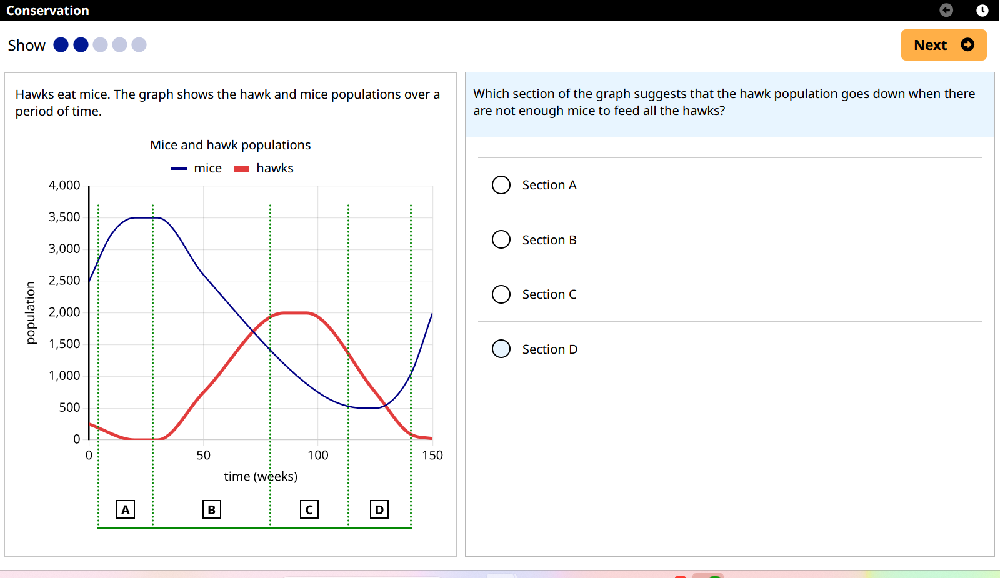 Conservation
Show
Next
Hawks eat mice. The graph shows the hawk and mice populations over a
period of time.
Mice and hawk populations
mice hawks
4,000
3,500
3,000
2,500
2,000
1,500
1,000
500
0
population
0 50 100 150
time (weeks)
A B C D
Which section of the graph suggests that the hawk population goes down when there
are not enough mice to feed all the hawks?
Section A
Section B
Section C
Section D